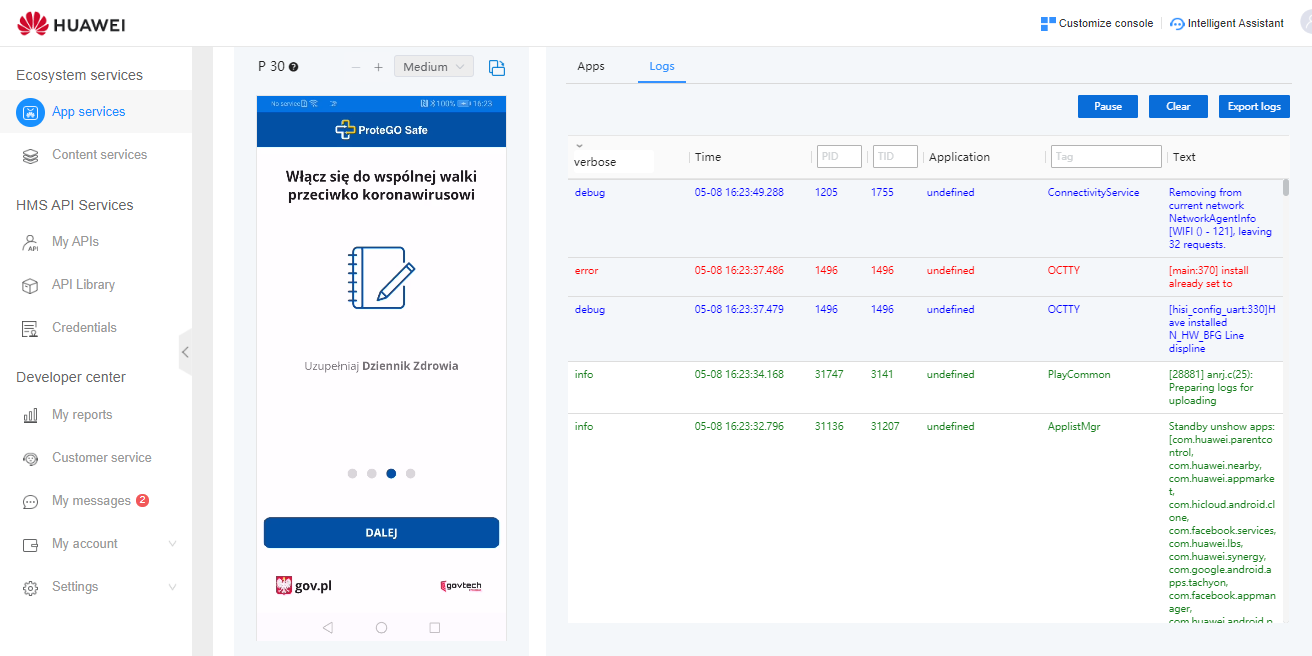 HUAWEI
Customize console
Intelligent Assistant
Ecosystem services
App services
Content services
HMS API Services
My APIs
API Library
Credentials
Developer center
My reports
Customer service
My messages 2
My account
Settings
P 30 ?
− + Medium
No service 100% 16:23
ProteGO Safe
Włącz się do wspólnej walki
przeciwko koronawirusowi
Uzupełniaj Dziennik Zdrowia
DALEJ
gov.pl
govtech
Apps Logs
Pause Clear Export logs
verbose Time PID TID Application Tag Text
debug 05-08 16:23:49.288 1205 1755 undefined ConnectivityService Removing from
current network
NetworkAgentInfo
[WIFI () - 121], leaving
32 requests.
error 05-08 16:23:37.486 1496 1496 undefined OCTTY [main:370] install
already set to
debug 05-08 16:23:37.479 1496 1496 undefined OCTTY [hisi_config_uart:330]H
ave installed
N_HW_BFG Line
displine
info 05-08 16:23:34.168 31747 3141 undefined PlayCommon [28881] anrj.c(25):
Preparing logs for
uploading
info 05-08 16:23:32.796 31136 31207 undefined ApplistMgr Standby unshow apps:
[com.huawei.parentco
ntrol,
com.huawei.nearby,
com.huawei.appmarke
t,
com.hicloud.android.cl
one,
com.facebook.services,
com.huawei.lbs,
com.huawei.synergy,
com.google.android.a
pps.tachyon,
com.facebook.appman
ager,
com.huawei.android.p